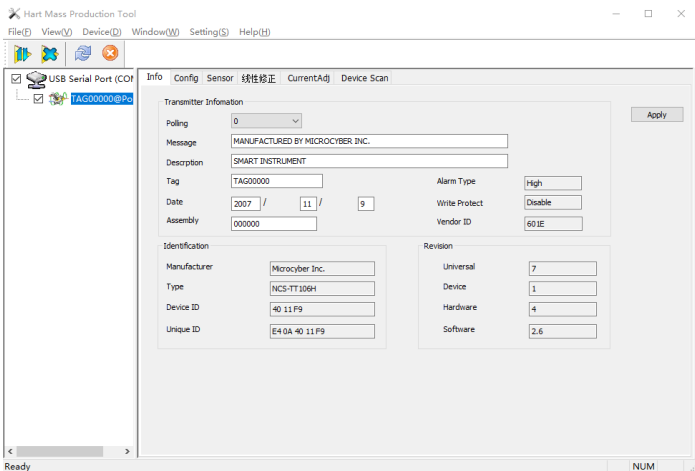 Hart Mass Production Tool
File(F) View(V) Device(D) Window(W) Setting(S) Help(H)
USB Serial Port (CO
TAG00000@Po
Info Config Sensor 线性修正 CurrentAdj Device Scan
Transmitter Infomation
Polling 0
Apply
Message MANUFACTURED BY MICROCYBER INC.
Descrption SMART INSTRUMENT
Tag TAG00000 Alarm Type High
Date 2007 / 11 / 9 Write Protect Disable
Assembly 000000 Vendor ID 601E
Identification Revision
Manufacturer Microcyber Inc. Universal 7
Type NCS-TT106H Device 1
Device ID 40 11 F9 Hardware 4
Unique ID E4 0A 40 11 F9 Software 2.6
Ready NUM